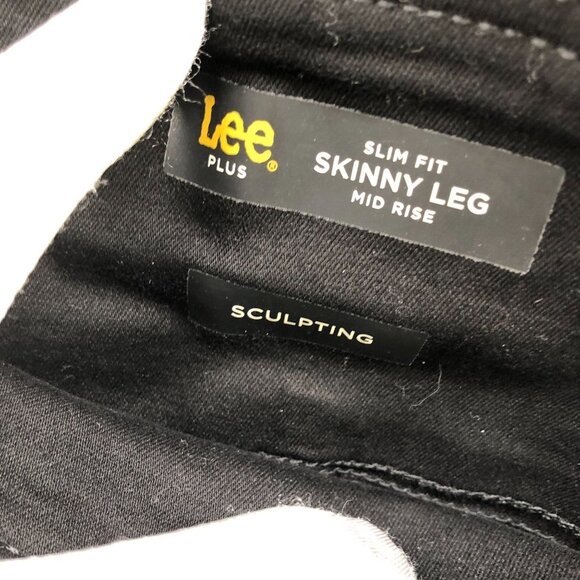 Lee®
PLUS
SLIM FIT
SKINNY LEG
MID RISE
SCULPTING